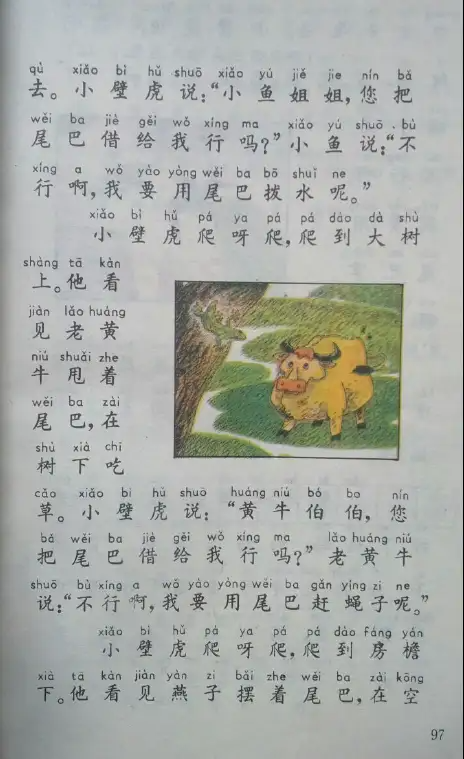 qù xiǎo bì hǔ shuō xiǎo yú jiě jie nín bǎ
去。小壁虎说:“小鱼姐姐,您把
wěi ba jiè gěi wǒ xíng ma xiǎo yú shuō bù
尾巴借给我行吗?”小鱼说:“不
xíng a wǒ yào yòng wěi ba bō shuǐ ne
行啊,我要用尾巴拨水呢。”
xiǎo bì hǔ pá ya pá pá dào dà shù
小壁虎爬呀爬,爬到大树
shàng tā kàn
上。他看
jiàn lǎo huáng
见老黄
niú shuǎi zhe
牛甩着
wěi ba zài
尾巴,在
shù xià chī
树下吃
cǎo xiǎo bì hǔ shuō huáng niú bó bo nín
草。小壁虎说:“黄牛伯伯,您
bǎ wěi ba jiè gěi wǒ xíng ma lǎo huáng niú
把尾巴借给我行吗?”老黄牛
shuō bù xíng a wǒ yào yòng wěi ba gǎn yíng zi ne
说:“不行啊,我要用尾巴赶蝇子呢。”
xiǎo bì hǔ pá ya pá pá dào fáng yán
小壁虎爬呀爬,爬到房檐
xià tā kàn jiàn yàn zi bǎi zhe wěi ba zài kōng
下。他看见燕子摆着尾巴,在空
97